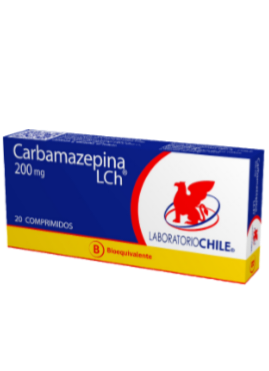 Carbamazepina
LCh®
200 mg
20 COMPRIMIDOS
LABORATORIOCHILE®
B Bioequivalente